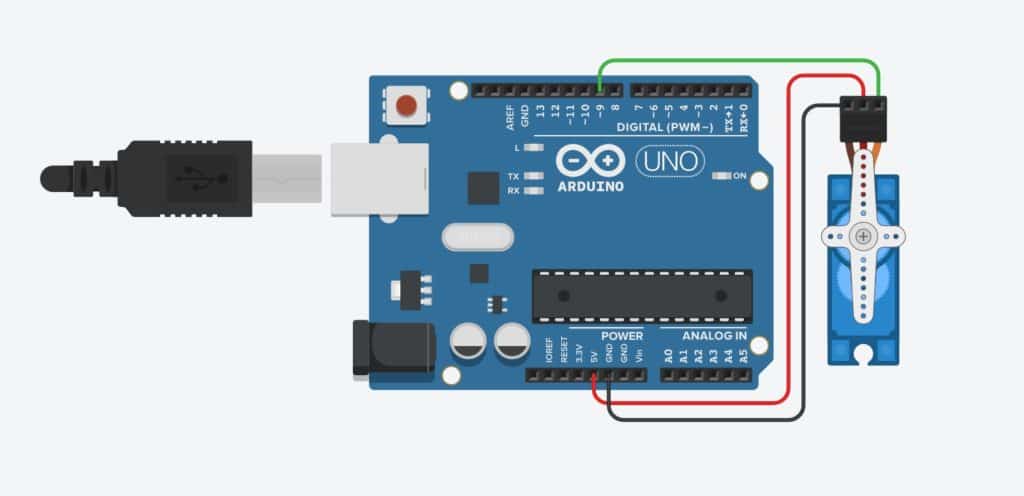 AREF
GND
13
12
~11
~10
~9
8
7
~6
~5
4
~3
2
TX→1
RX←0
DIGITAL (PWM~)
L
TX
RX
ARDUINO
UNO
ON
POWER
ANALOG IN
IOREF
RESET
3.3V
5V
GND
GND
Vin
A0
A1
A2
A3
A4
A5